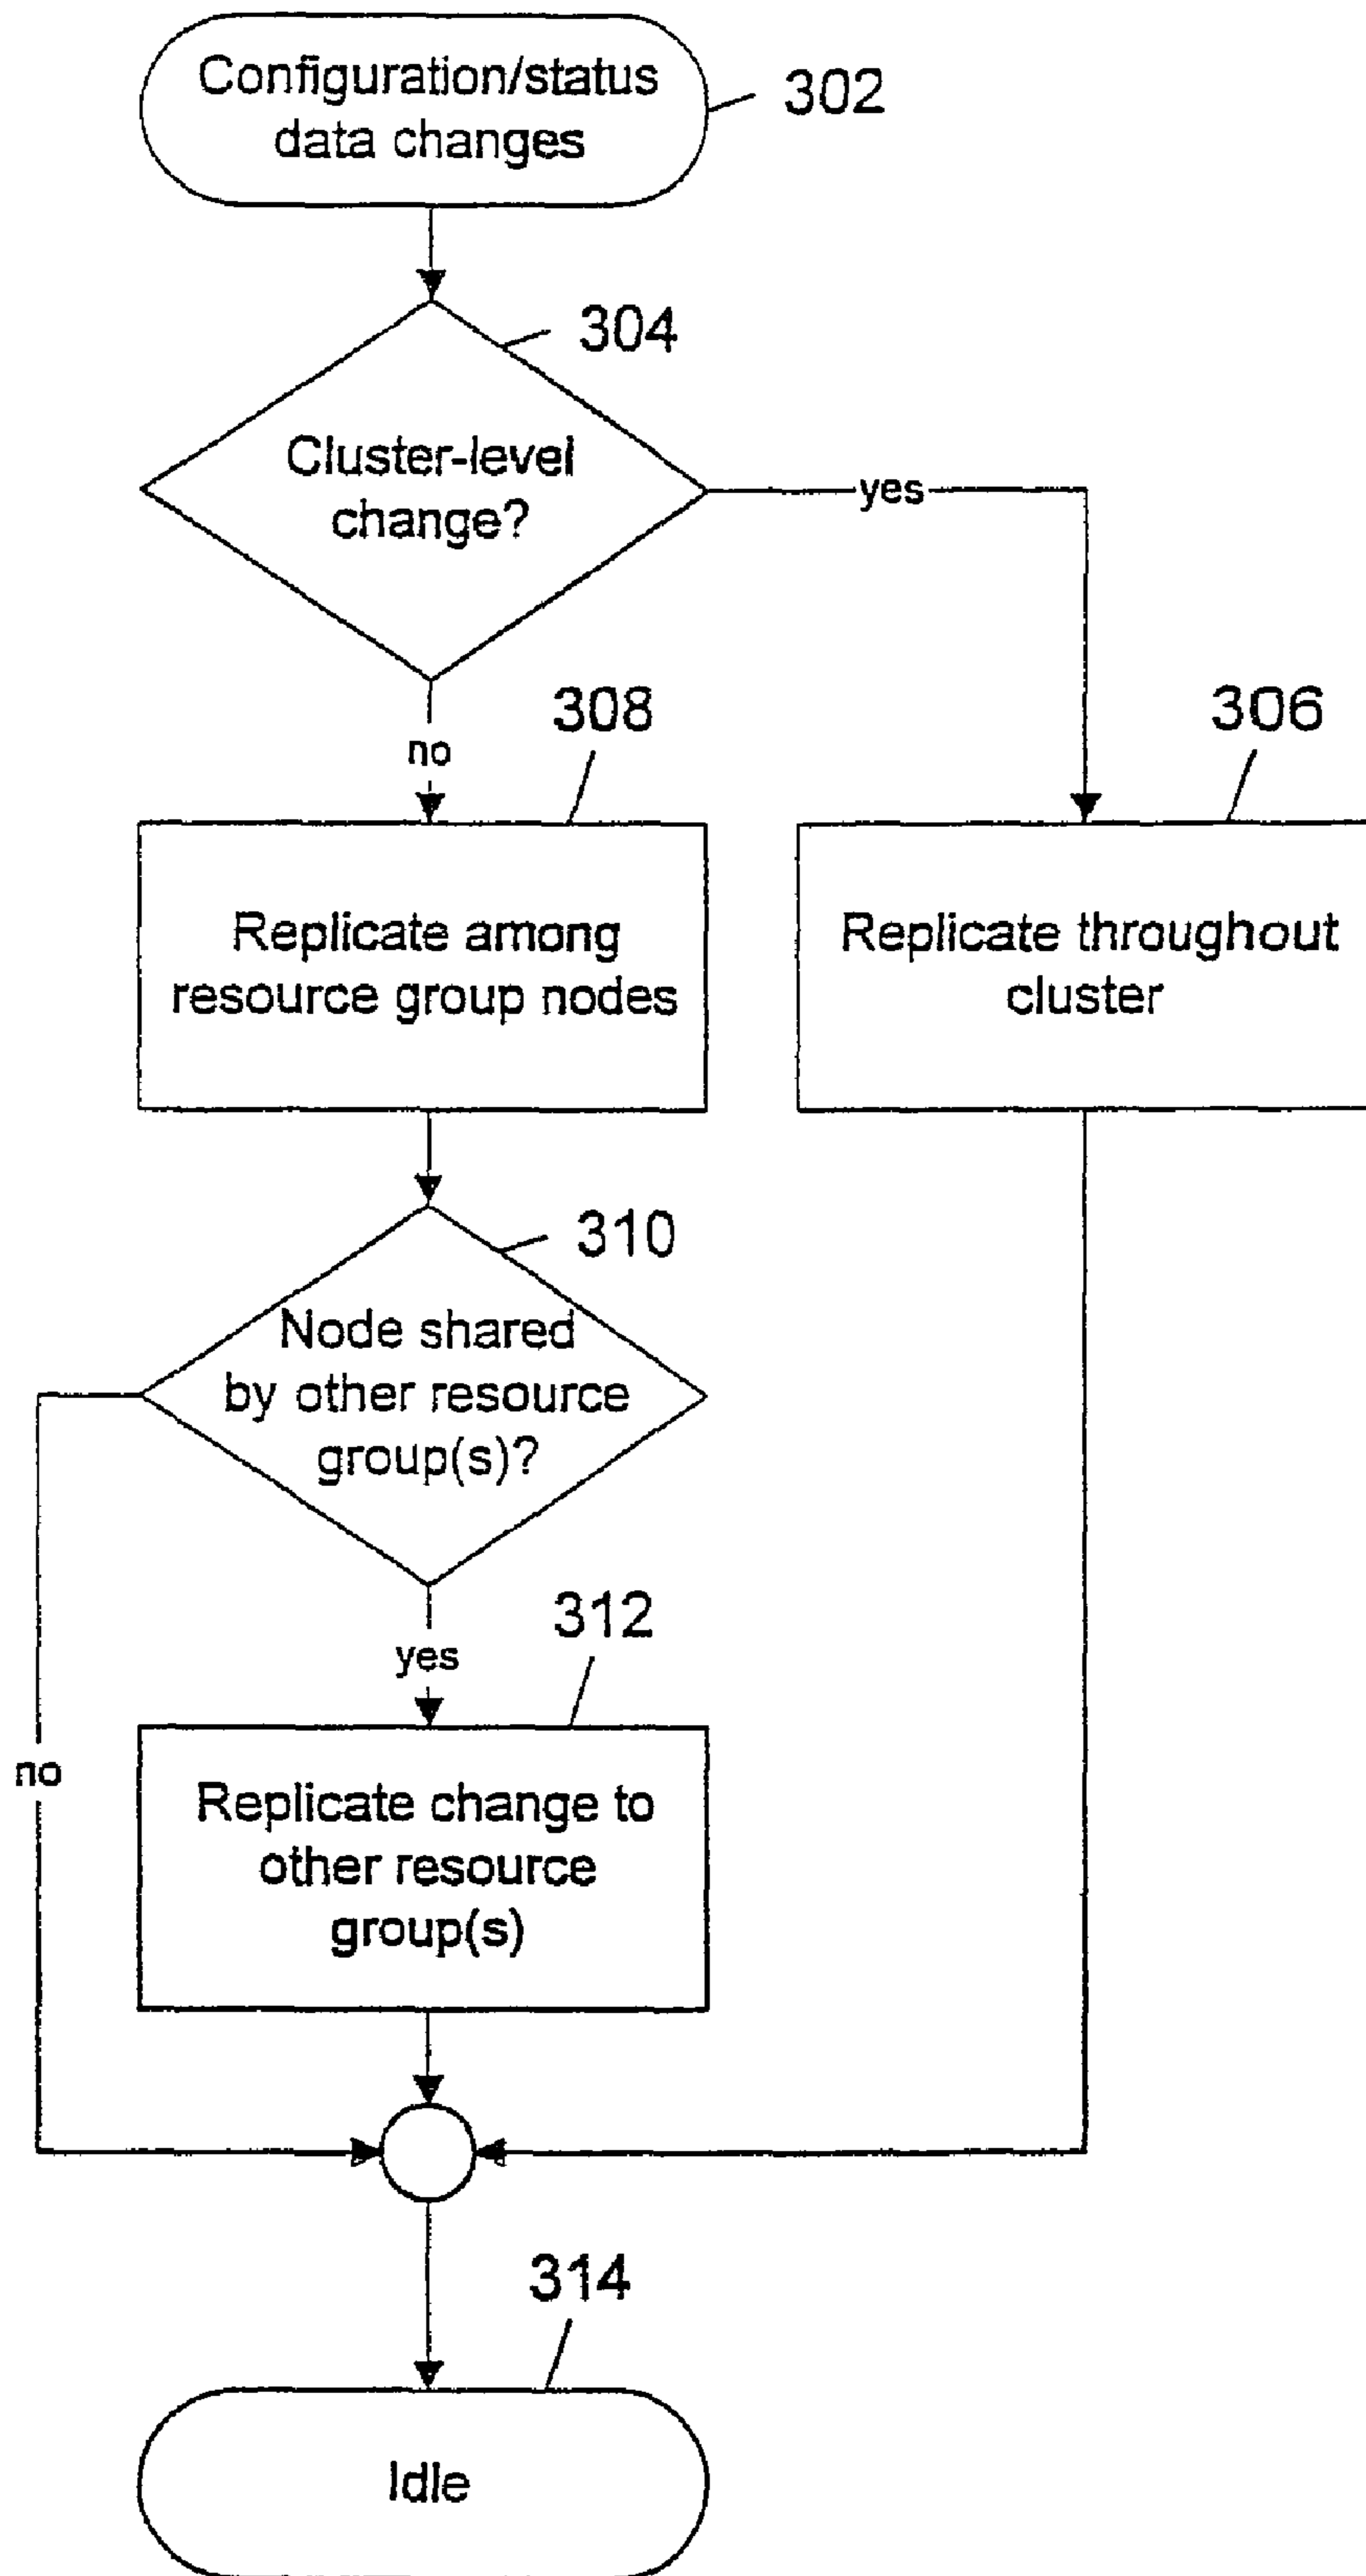 Configuration/status
data changes
302
304
Cluster-level
change?
yes
308
306
no
Replicate among
resource group nodes
Replicate throughout
cluster
310
Node shared
by other resource
group(s)?
312
yes
no
Replicate change to
other resource
group(s)
314
Idle